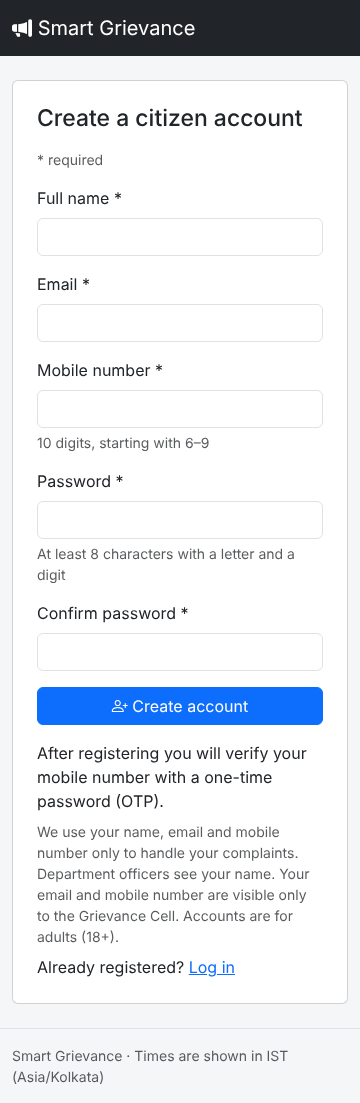 Smart Grievance
Create a citizen account
* required
Full name *
Email *
Mobile number *
10 digits, starting with 6–9
Password *
At least 8 characters with a letter and a
digit
Confirm password *
Create account
After registering you will verify your
mobile number with a one-time
password (OTP).
We use your name, email and mobile
number only to handle your complaints.
Department officers see your name. Your
email and mobile number are visible only
to the Grievance Cell. Accounts are for
adults (18+).
Already registered? Log in
Smart Grievance · Times are shown in IST
(Asia/Kolkata)